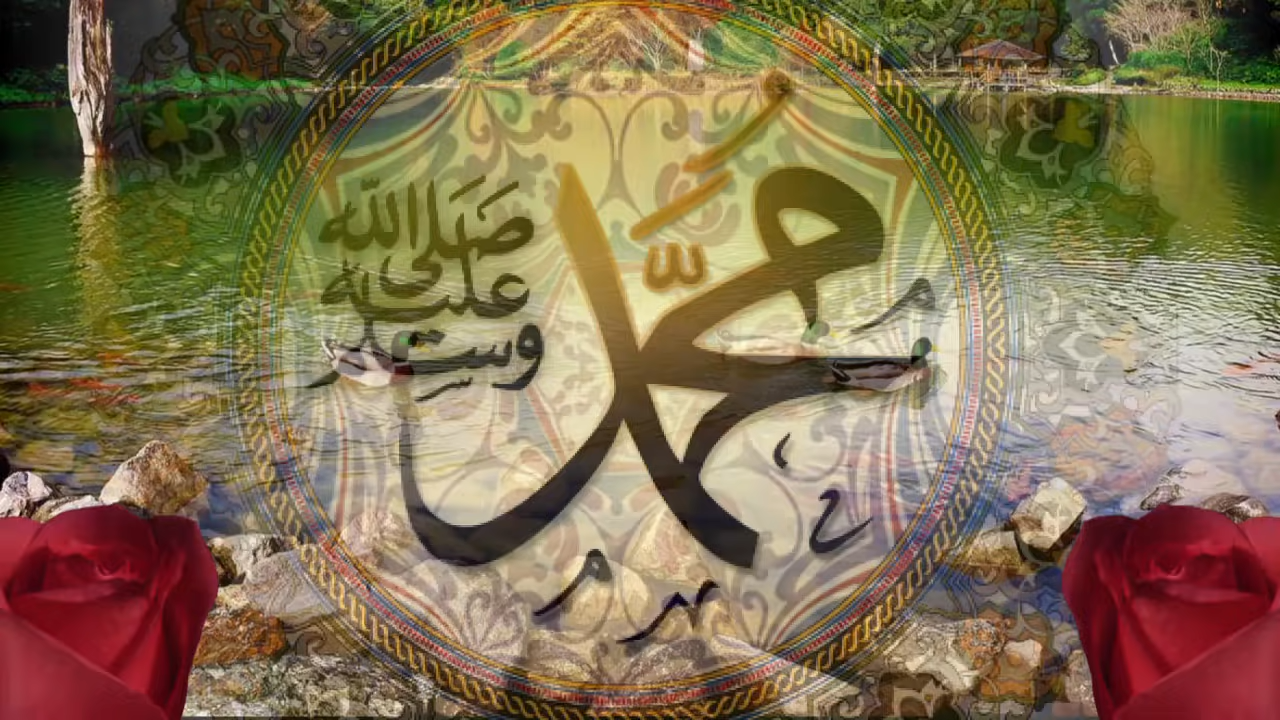 محمد
صلى الله
عليه
وسلم